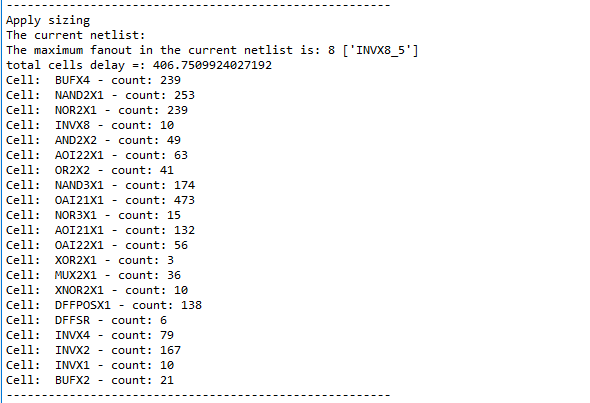 -------------------------------------------------------
Apply sizing
The current netlist:
The maximum fanout in the current netlist is: 8 ['INVX8_5']
total cells delay =: 406.7509924027192
Cell:  BUFX4 - count: 239
Cell:  NAND2X1 - count: 253
Cell:  NOR2X1 - count: 239
Cell:  INVX8 - count: 10
Cell:  AND2X2 - count: 49
Cell:  AOI22X1 - count: 63
Cell:  OR2X2 - count: 41
Cell:  NAND3X1 - count: 174
Cell:  OAI21X1 - count: 473
Cell:  NOR3X1 - count: 15
Cell:  AOI21X1 - count: 132
Cell:  OAI22X1 - count: 56
Cell:  XOR2X1 - count: 3
Cell:  MUX2X1 - count: 36
Cell:  XNOR2X1 - count: 10
Cell:  DFFPOSX1 - count: 138
Cell:  DFFSR - count: 6
Cell:  INVX4 - count: 79
Cell:  INVX2 - count: 167
Cell:  INVX1 - count: 10
Cell:  BUFX2 - count: 21
-------------------------------------------------------